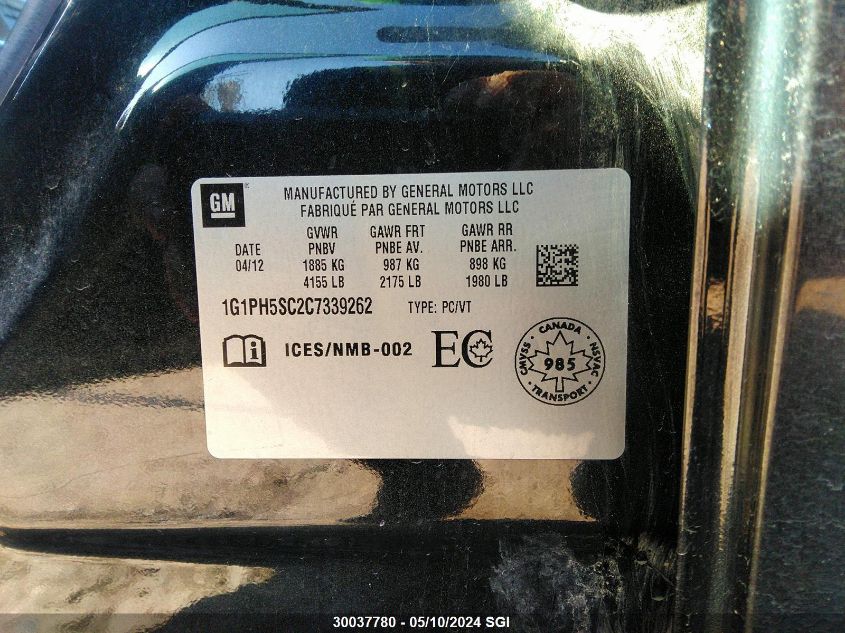 GM
MANUFACTURED BY GENERAL MOTORS LLC
FABRIQUÉ PAR GENERAL MOTORS LLC
GVWR GAWR FRT GAWR RR
DATE PNBV PNBE AV. PNBE ARR.
04/12 1885 KG 987 KG 898 KG
4155 LB 2175 LB 1980 LB
1G1PH5SC2C7339262 TYPE: PC/VT
i ICES/NMB-002 EC
CANADA
CMVSS 985 NSVAC
TRANSPORT
30037780 - 05/10/2024 SGI